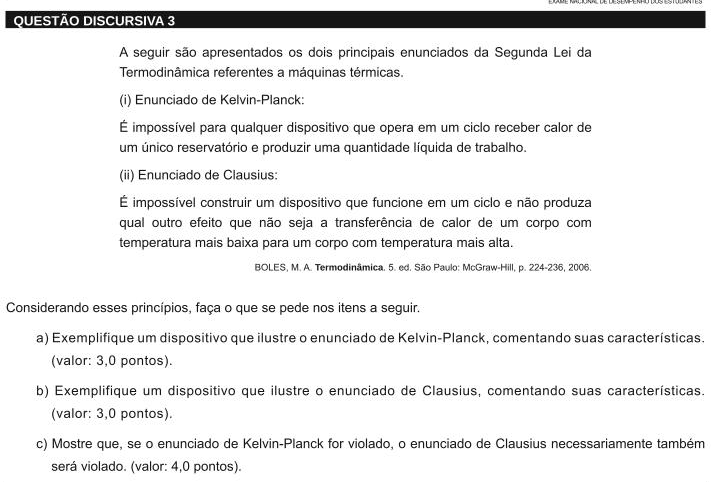 EXAME NACIONAL DE DESEMPENHO DOS ESTUDANTES
QUESTÃO DISCURSIVA 3
A seguir são apresentados os dois principais enunciados da Segunda Lei da
Termodinâmica referentes a máquinas térmicas.
(i) Enunciado de Kelvin-Planck:
É impossível para qualquer dispositivo que opera em um ciclo receber calor de
um único reservatório e produzir uma quantidade líquida de trabalho.
(ii) Enunciado de Clausius:
É impossível construir um dispositivo que funcione em um ciclo e não produza
qual outro efeito que não seja a transferência de calor de um corpo com
temperatura mais baixa para um corpo com temperatura mais alta.
BOLES, M. A. Termodinâmica. 5. ed. São Paulo: McGraw-Hill, p. 224-236, 2006.
Considerando esses princípios, faça o que se pede nos itens a seguir.
a) Exemplifique um dispositivo que ilustre o enunciado de Kelvin-Planck, comentando suas características.
(valor: 3,0 pontos).
b) Exemplifique um dispositivo que ilustre o enunciado de Clausius, comentando suas características.
(valor: 3,0 pontos).
c) Mostre que, se o enunciado de Kelvin-Planck for violado, o enunciado de Clausius necessariamente também
será violado. (valor: 4,0 pontos).